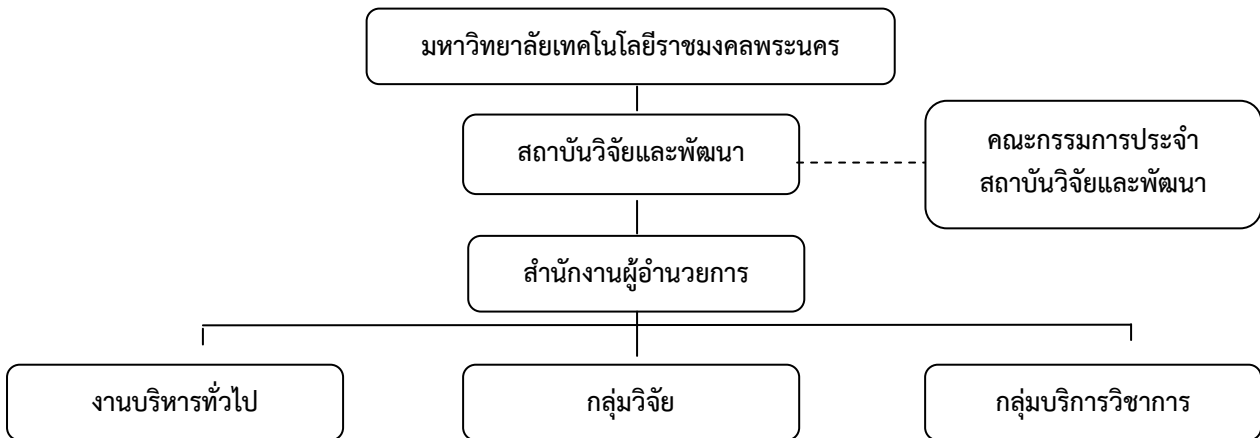 มหาวิทยาลัยเทคโนโลยีราชมงคลพระนคร
สถาบันวิจัยและพัฒนา
คณะกรรมการประจำ
สถาบันวิจัยและพัฒนา
สำนักงานผู้อำนวยการ
งานบริหารทั่วไป
กลุ่มวิจัย
กลุ่มบริการวิชาการ